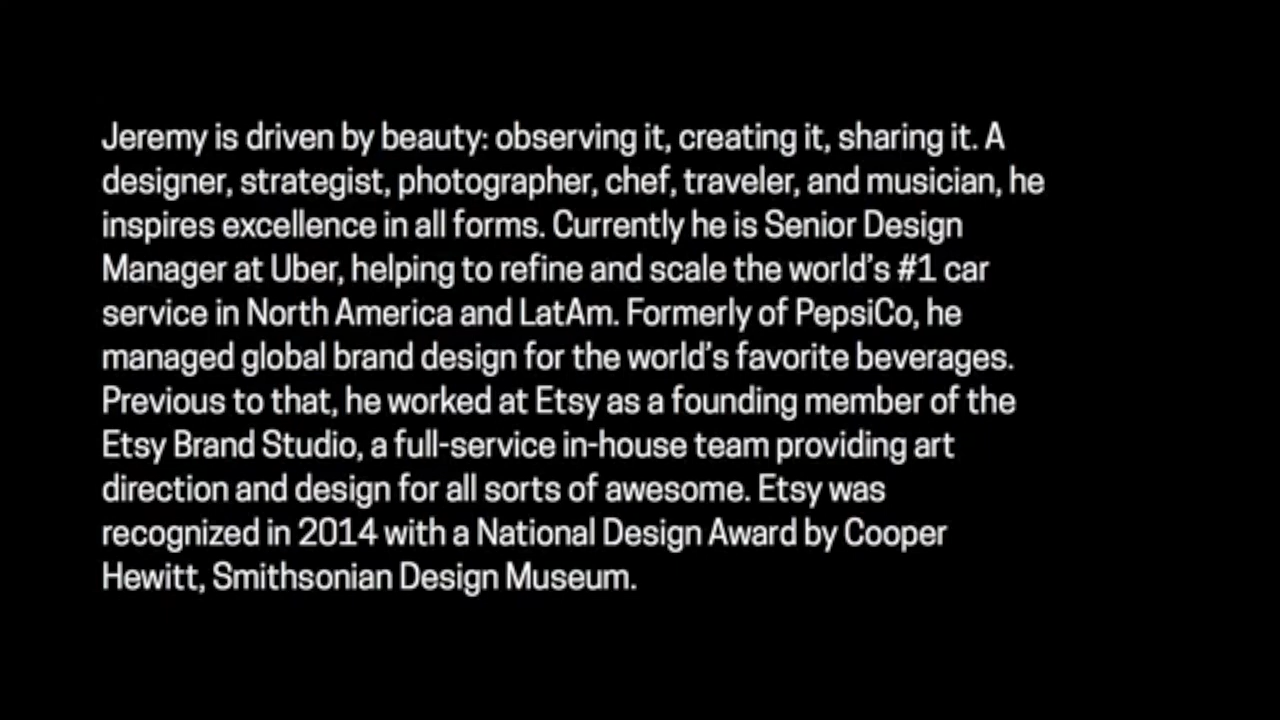 Jeremy is driven by beauty: observing it, creating it, sharing it. A
designer, strategist, photographer, chef, traveler, and musician, he
inspires excellence in all forms. Currently he is Senior Design
Manager at Uber, helping to refine and scale the world’s #1 car
service in North America and LatAm. Formerly of PepsiCo, he
managed global brand design for the world’s favorite beverages.
Previous to that, he worked at Etsy as a founding member of the
Etsy Brand Studio, a full-service in-house team providing art
direction and design for all sorts of awesome. Etsy was
recognized in 2014 with a National Design Award by Cooper
Hewitt, Smithsonian Design Museum.